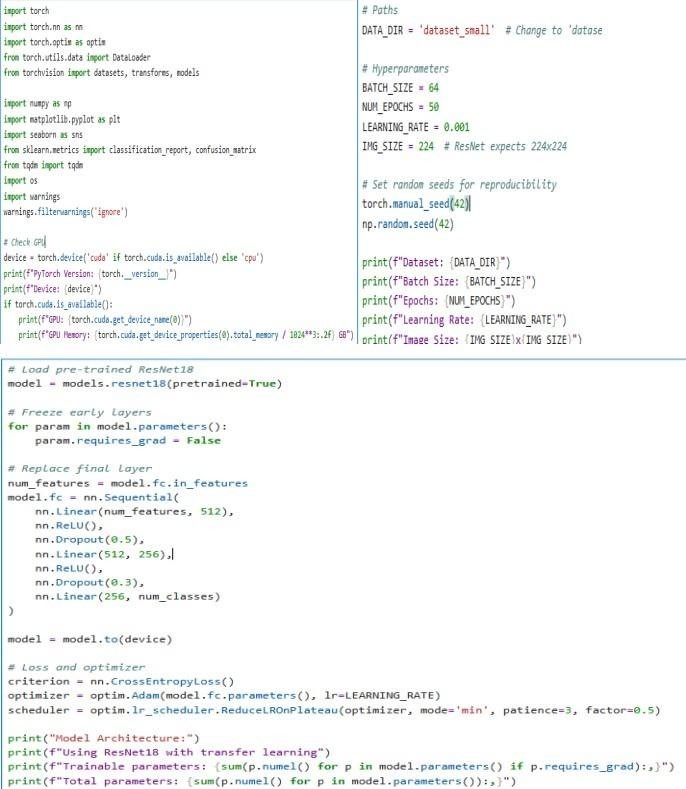 import torch
import torch.nn as nn
import torch.optim as optim
from torch.utils.data import DataLoader
from torchvision import datasets, transforms, models
import numpy as np
import matplotlib.pyplot as plt
import seaborn as sns
from sklearn.metrics import classification_report, confusion_matrix
from tqdm import tqdm
import os
import warnings
warnings.filterwarnings('ignore')
# Check GPU
device = torch.device('cuda' if torch.cuda.is_available() else 'cpu')
print(f"PyTorch Version: {torch.__version__}")
print(f"Device: {device}")
if torch.cuda.is_available():
    print(f"GPU: {torch.cuda.get_device_name(0)}")
    print(f"GPU Memory: {torch.cuda.get_device_properties(0).total_memory / 1024**3:.2f} GB")
# Paths
DATA_DIR = 'dataset_small'  # Change to 'datase
# Hyperparameters
BATCH_SIZE = 64
NUM_EPOCHS = 50
LEARNING_RATE = 0.001
IMG_SIZE = 224  # ResNet expects 224x224
# Set random seeds for reproducibility
torch.manual_seed(42)
np.random.seed(42)
print(f"Dataset: {DATA_DIR}")
print(f"Batch Size: {BATCH_SIZE}")
print(f"Epochs: {NUM_EPOCHS}")
print(f"Learning Rate: {LEARNING_RATE}")
print(f"Image Size: {IMG_SIZE}x{IMG_SIZE}")
# Load pre-trained ResNet18
model = models.resnet18(pretrained=True)
# Freeze early layers
for param in model.parameters():
    param.requires_grad = False
# Replace final layer
num_features = model.fc.in_features
model.fc = nn.Sequential(
    nn.Linear(num_features, 512),
    nn.ReLU(),
    nn.Dropout(0.5),
    nn.Linear(512, 256),
    nn.ReLU(),
    nn.Dropout(0.3),
    nn.Linear(256, num_classes)
)
model = model.to(device)
# Loss and optimizer
criterion = nn.CrossEntropyLoss()
optimizer = optim.Adam(model.fc.parameters(), lr=LEARNING_RATE)
scheduler = optim.lr_scheduler.ReduceLROnPlateau(optimizer, mode='min', patience=3, factor=0.5)
print("Model Architecture:")
print(f"Using ResNet18 with transfer learning")
print(f"Trainable parameters: {sum(p.numel() for p in model.parameters() if p.requires_grad):,}")
print(f"Total parameters: {sum(p.numel() for p in model.parameters()):,}")